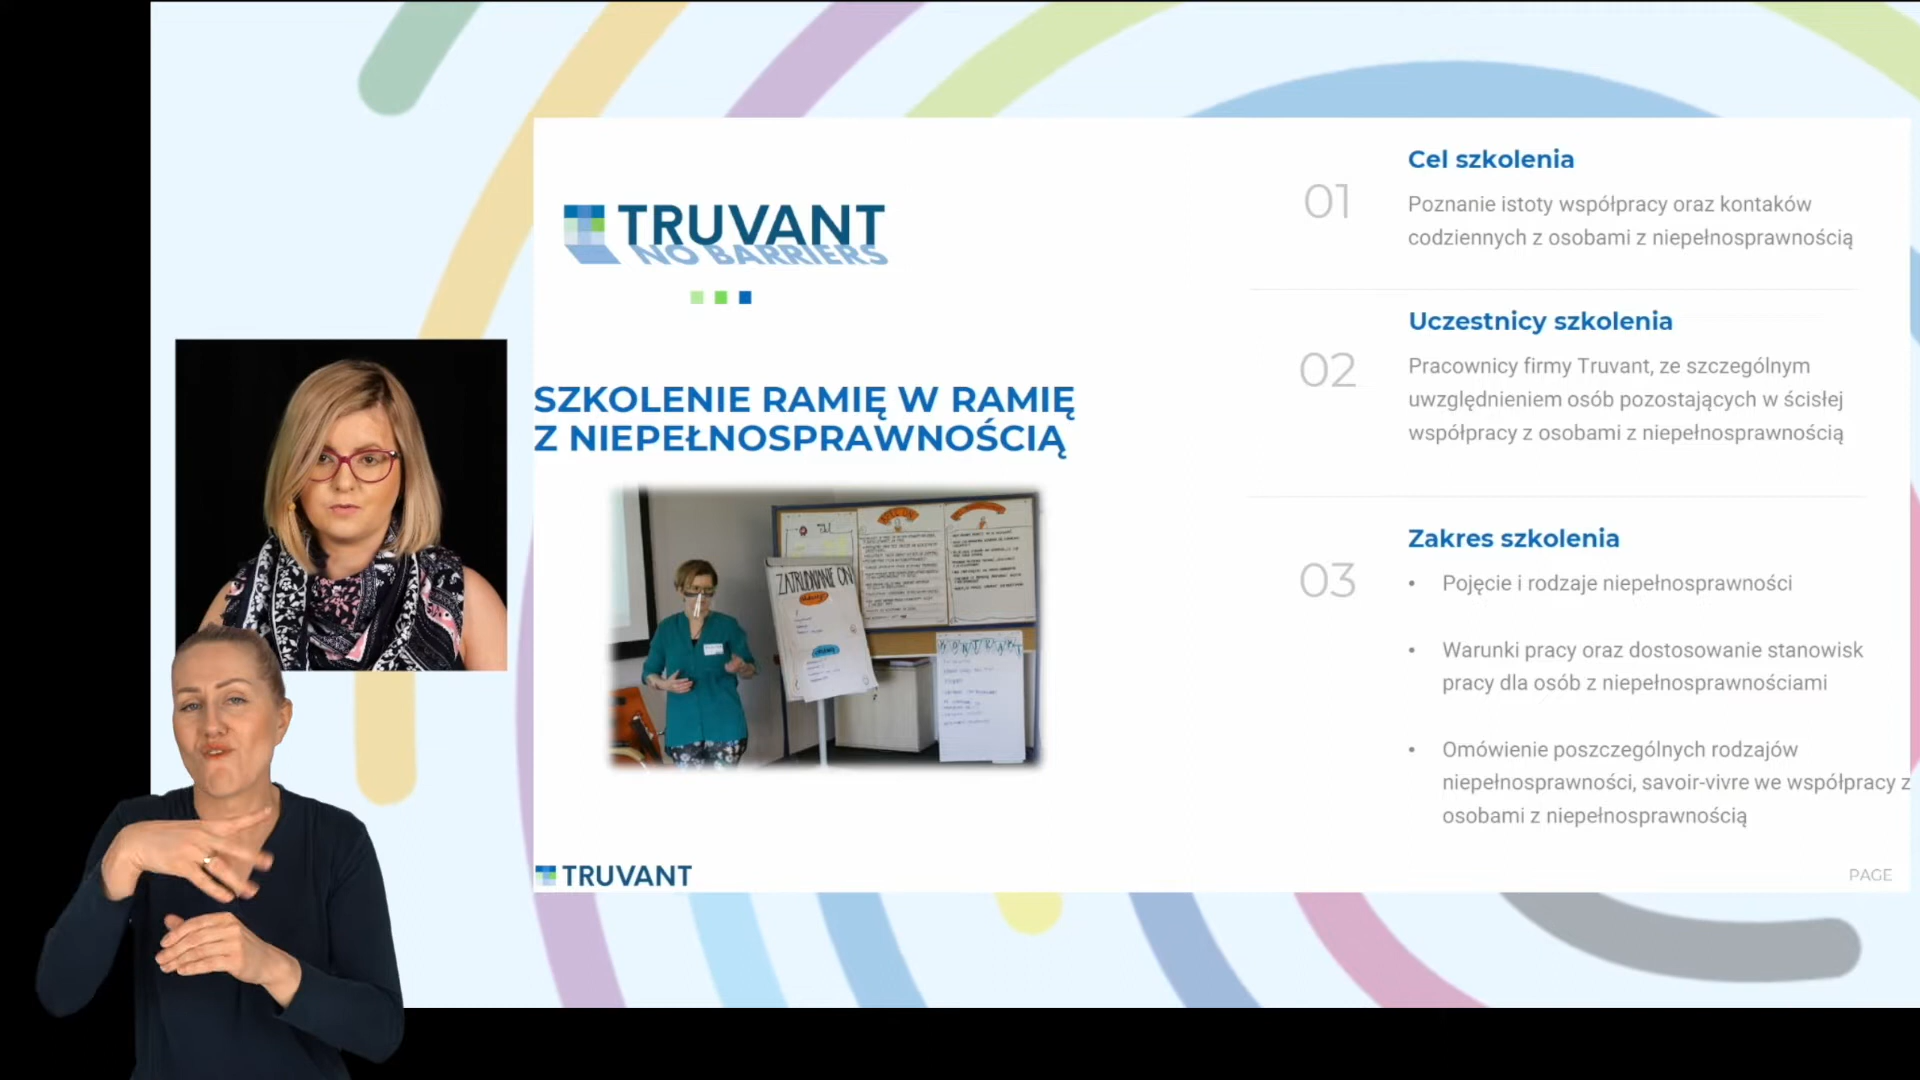 TRUVANT
NO BARRIERS
SZKOLENIE RAMIĘ W RAMIĘ
Z NIEPEŁNOSPRAWNOŚCIĄ
ZATRUDNIANIE ON
KONTRAKT
TRUVANT
01
Cel szkolenia
Poznanie istoty współpracy oraz kontaków
codziennych z osobami z niepełnosprawnością
02
Uczestnicy szkolenia
Pracownicy firmy Truvant, ze szczególnym
uwzględnieniem osób pozostających w ścisłej
współpracy z osobami z niepełnosprawnością
03
Zakres szkolenia
• Pojęcie i rodzaje niepełnosprawności
• Warunki pracy oraz dostosowanie stanowisk
pracy dla osób z niepełnosprawnościami
• Omówienie poszczególnych rodzajów
niepełnosprawności, savoir-vivre we współpracy z
osobami z niepełnosprawnością
PAGE